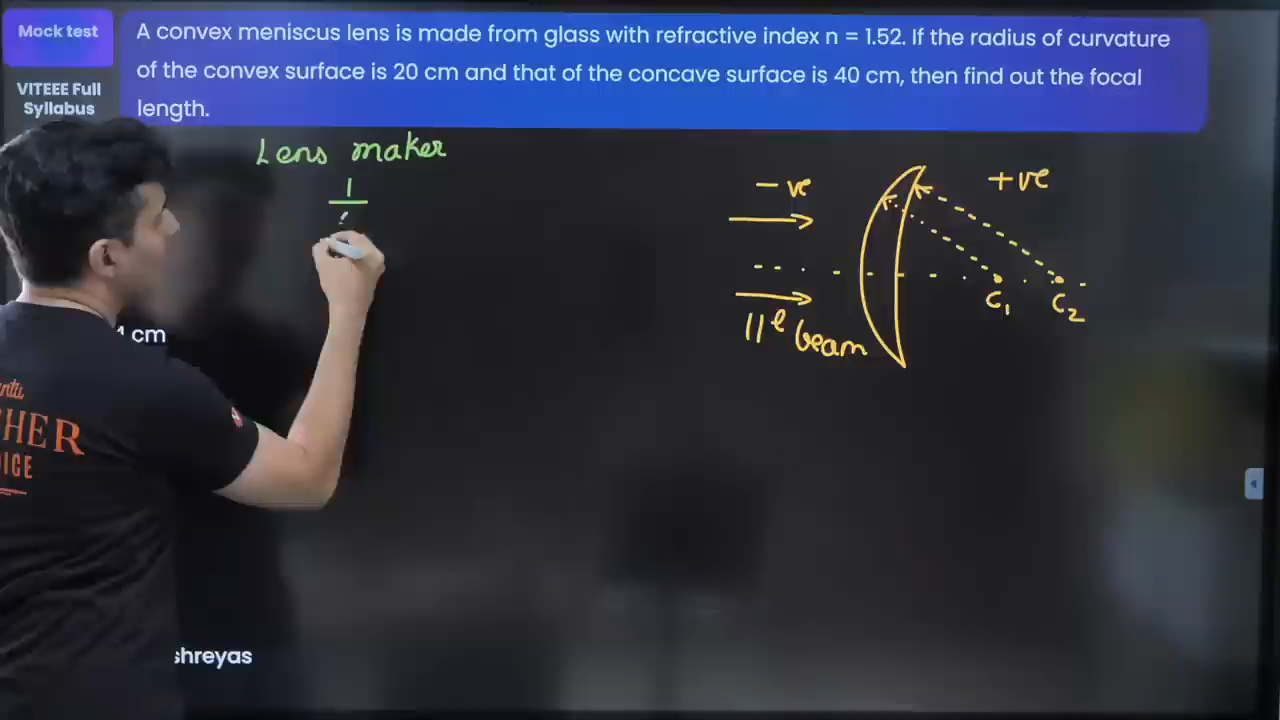 Mock test
VITEEE Full
Syllabus
A convex meniscus lens is made from glass with refractive index n = 1.52. If the radius of curvature
of the convex surface is 20 cm and that of the concave surface is 40 cm, then find out the focal
length.
Lens maker
1
- ve
+ve
C1
C2
||el beam
cm
HER
OICE
shreyas